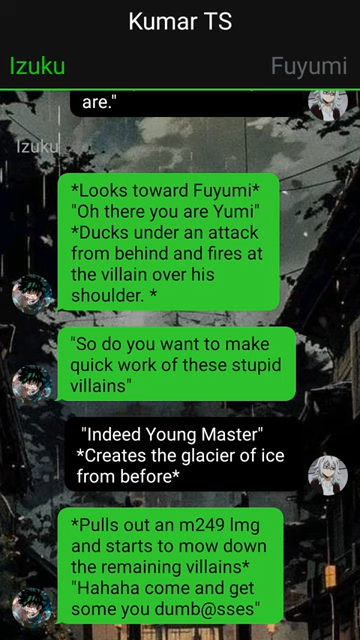 Kumar TS
Izuku
Fuyumi
are."
Izuku
*Looks toward Fuyumi*
"Oh there you are Yumi"
*Ducks under an attack
from behind and fires at
the villain over his
shoulder. *
"So do you want to make
quick work of these stupid
villains"
"Indeed Young Master"
*Creates the glacier of ice
from before*
*Pulls out an m249 lmg
and starts to mow down
the remaining villains*
"Hahaha come and get
some you dumb@sses"